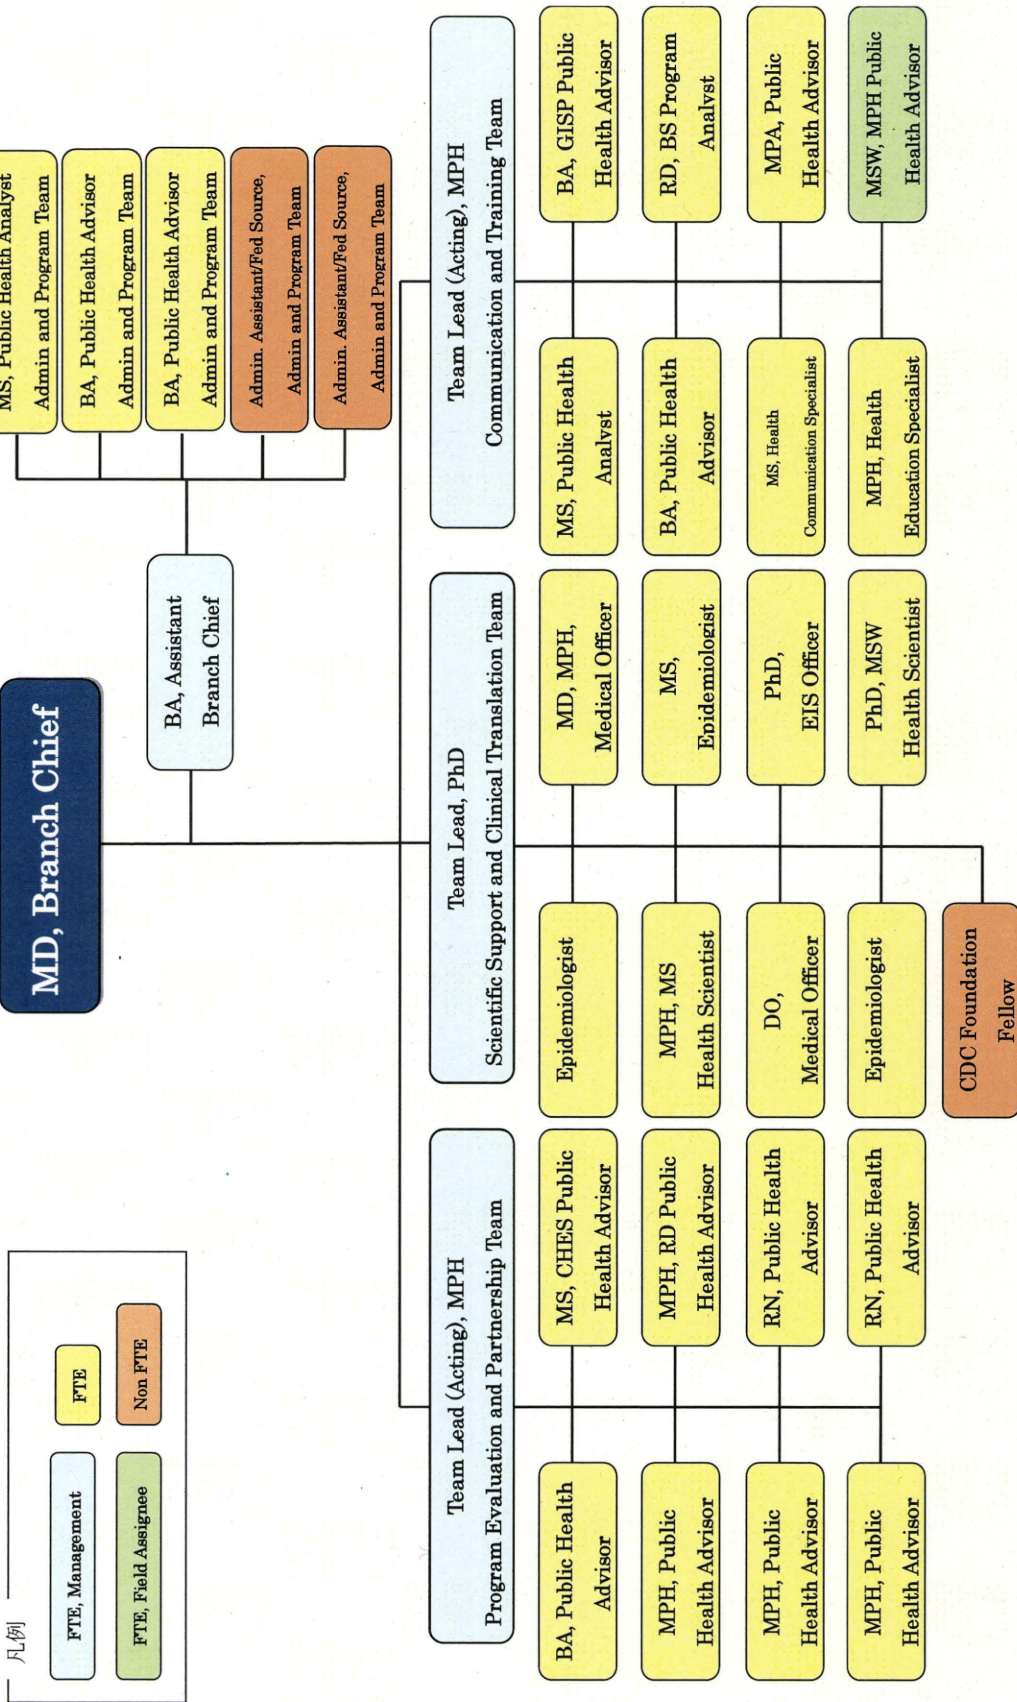 凡例
FTE, Management
FTE
FTE, Field Assignee
Non FTE
MD, Branch Chief
BA, Assistant
Branch Chief
MS, Public Health Analyst
Admin and Program Team
BA, Public Health Advisor
Admin and Program Team
BA, Public Health Advisor
Admin and Program Team
Admin. Assistant/Fed Source,
Admin and Program Team
Admin. Assistant/Fed Source,
Admin and Program Team
Team Lead (Acting), MPH
Program Evaluation and Partnership Team
BA, Public Health
Advisor
MS, CHES Public
Health Advisor
MPH, Public
Health Advisor
MPH, RD Public
Health Advisor
MPH, Public
Health Advisor
RN, Public Health
Advisor
MPH, Public
Health Advisor
RN, Public Health
Advisor
Team Lead, PhD
Scientific Support and Clinical Translation Team
Epidemiologist
MD, MPH,
Medical Officer
MPH, MS
Health Scientist
MS,
Epidemiologist
DO,
Medical Officer
PhD,
EIS Officer
Epidemiologist
PhD, MSW
Health Scientist
CDC Foundation
Fellow
Team Lead (Acting), MPH
Communication and Training Team
MS, Public Health
Analyst
BA, GISP Public
Health Advisor
BA, Public Health
Advisor
RD, BS Program
Analyst
MS, Health
Communication Specialist
MPA, Public
Health Advisor
MPH, Health
Education Specialist
MSW, MPH Public
Health Advisor